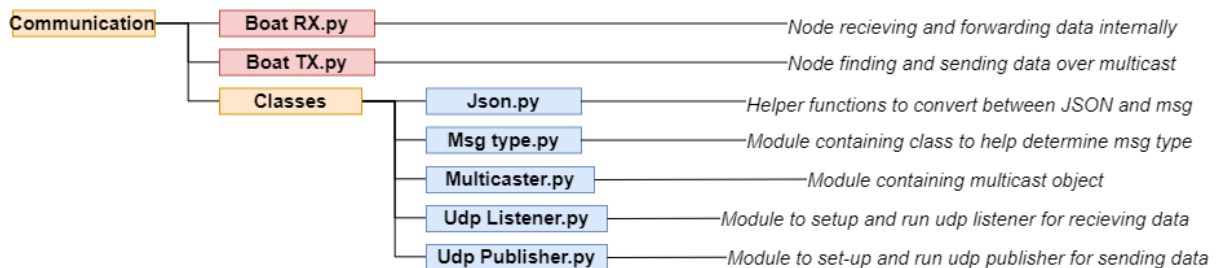 Communication
Boat RX.py
Node recieving and forwarding data internally
Boat TX.py
Node finding and sending data over multicast
Classes
Json.py
Helper functions to convert between JSON and msg
Msg type.py
Module containing class to help determine msg type
Multicaster.py
Module containing multicast object
Udp Listener.py
Module to setup and run udp listener for recieving data
Udp Publisher.py
Module to set-up and run udp publisher for sending data